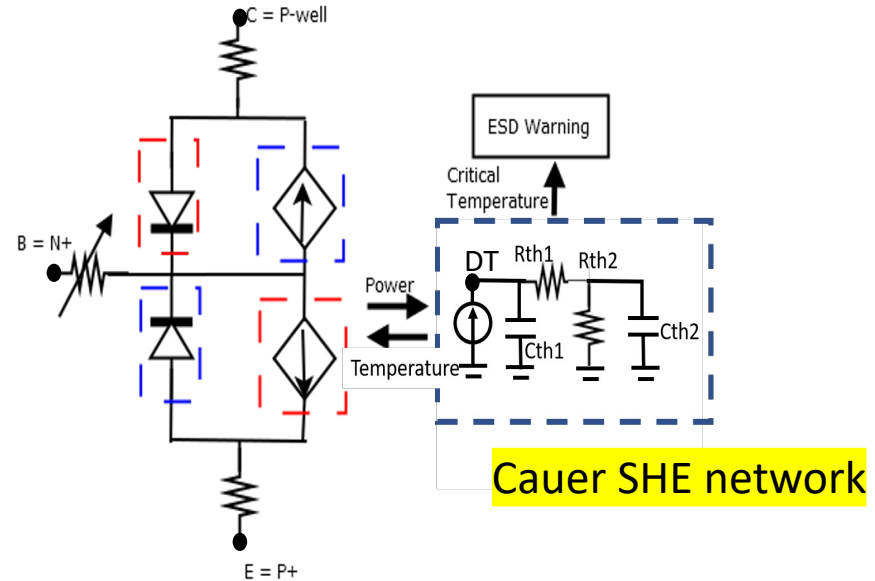 C = P-well
ESD Warning
Critical
Temperature
B = N+
Power
DT
Rth1
Rth2
Cth1
Cth2
Temperature
Cauer SHE network
E = P+